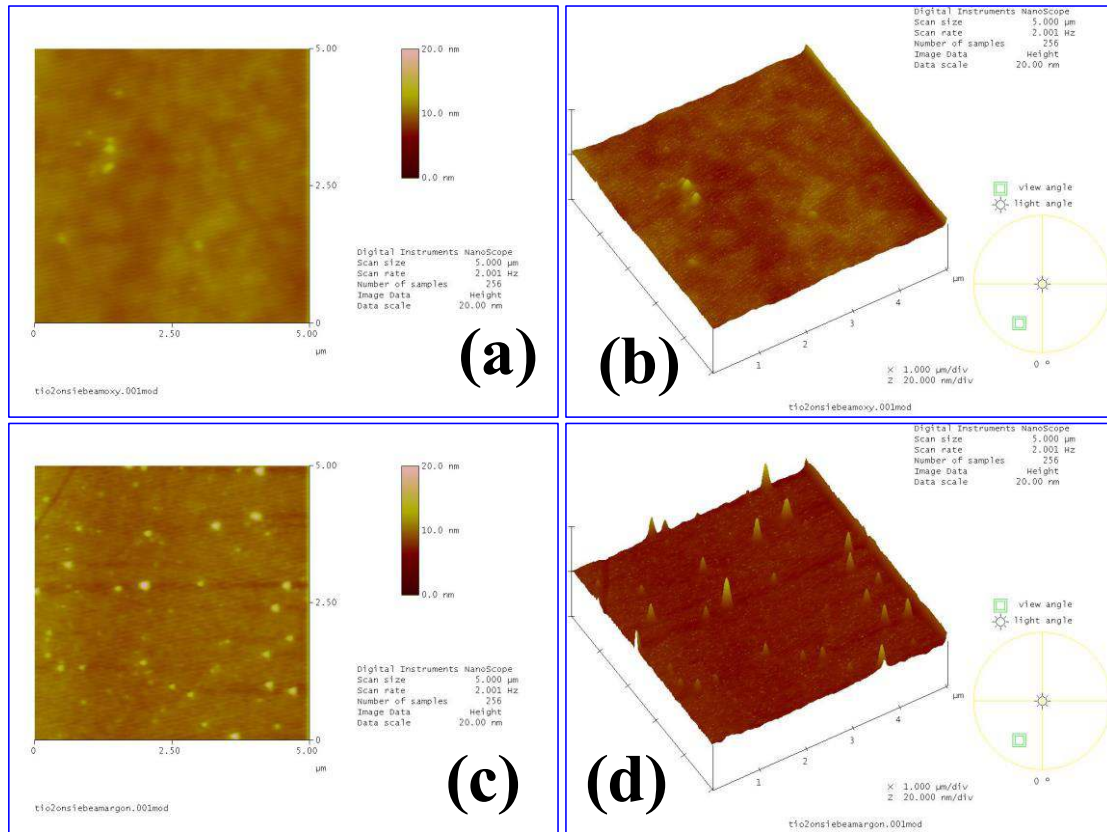 5.00
2.50
0
0
2.50
5.00
µm
20.0 nm
10.0 nm
0.0 nm
Digital Instruments NanoScope
Scan size 5.000 µm
Scan rate 2.001 Hz
Number of samples 256
Image Data Height
Data scale 20.00 nm
(a)
tio2onsiebeamoxy.001mod
Digital Instruments NanoScope
Scan size 5.000 µm
Scan rate 2.001 Hz
Number of samples 256
Image Data Height
Data scale 20.00 nm
view angle
light angle
0 °
µm
4
3
2
1
X 1.000 µm/div
Z 20.000 nm/div
(b)
tio2onsiebeamoxy.001mod
5.00
2.50
0
0
2.50
5.00
µm
20.0 nm
10.0 nm
0.0 nm
Digital Instruments NanoScope
Scan size 5.000 µm
Scan rate 2.001 Hz
Number of samples 256
Image Data Height
Data scale 20.00 nm
(c)
tio2onsiebeamargon.001mod
Digital Instruments NanoScope
Scan size 5.000 µm
Scan rate 2.001 Hz
Number of samples 256
Image Data Height
Data scale 20.00 nm
view angle
light angle
0 °
µm
4
3
2
1
X 1.000 µm/div
Z 20.000 nm/div
(d)
tio2onsiebeamargon.001mod